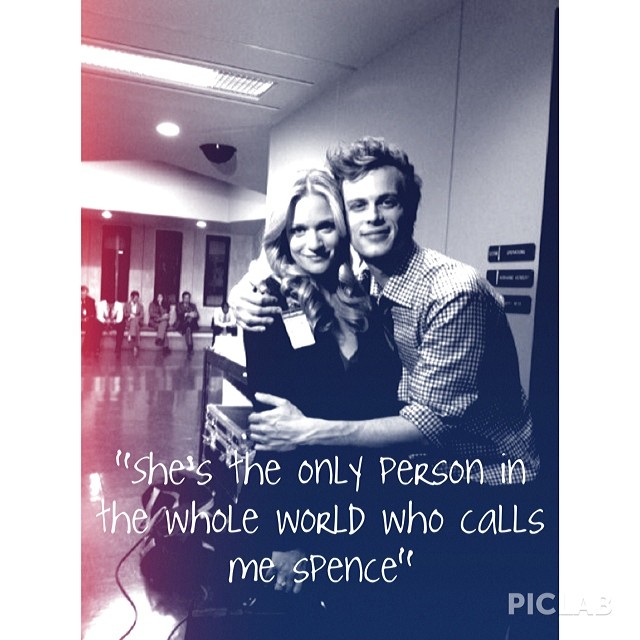 "She's the only person in
the whole world who calls
me spence"
PICLAB